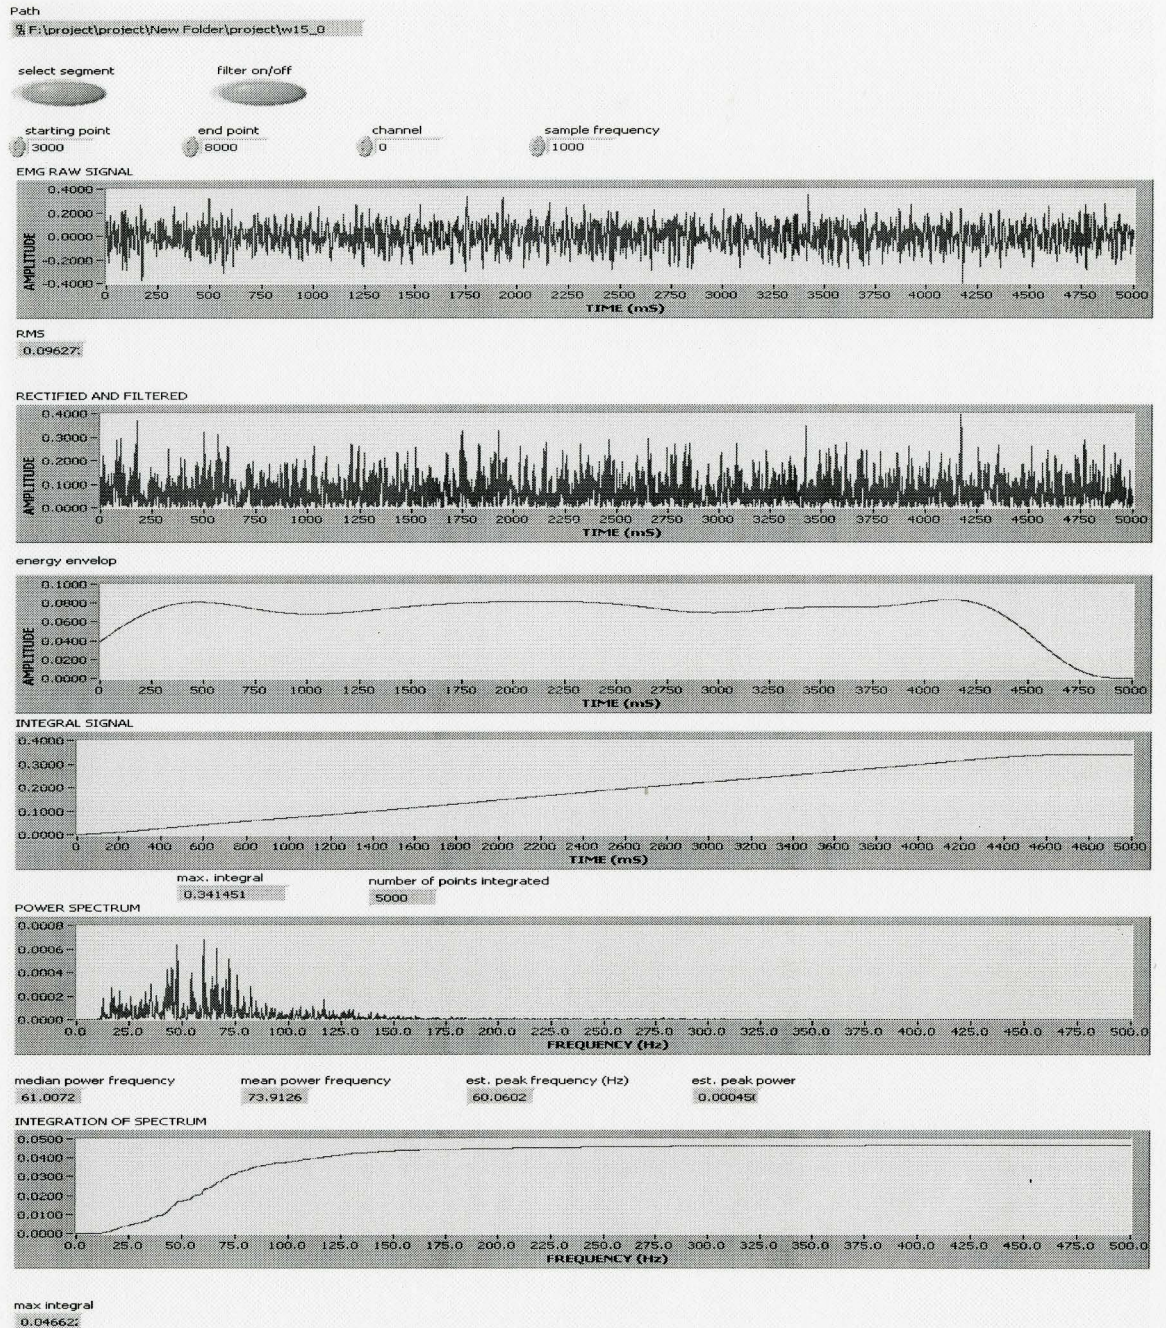 Path
F:\project\project\New Folder\project\w15_0
select segment filter on/off
starting point end point channel sample frequency
3000 8000 0 1000
EMG RAW SIGNAL
0.4000
0.2000
0.0000
-0.2000
-0.4000
AMPLITUDE
0 250 500 750 1000 1250 1500 1750 2000 2250 2500 2750 3000 3250 3500 3750 4000 4250 4500 4750 5000
TIME (mS)
RMS
0.09627
RECTIFIED AND FILTERED
0.4000
0.3000
0.2000
0.1000
0.0000
AMPLITUDE
0 250 500 750 1000 1250 1500 1750 2000 2250 2500 2750 3000 3250 3500 3750 4000 4250 4500 4750 5000
TIME (mS)
energy envelop
0.1000
0.0800
0.0600
0.0400
0.0200
0.0000
AMPLITUDE
0 250 500 750 1000 1250 1500 1750 2000 2250 2500 2750 3000 3250 3500 3750 4000 4250 4500 4750 5000
TIME (mS)
INTEGRAL SIGNAL
0.4000
0.3000
0.2000
0.1000
0.0000
0 200 400 600 800 1000 1200 1400 1600 1800 2000 2200 2400 2600 2800 3000 3200 3400 3600 3800 4000 4200 4400 4600 4800 5000
TIME (mS)
max. integral number of points integrated
0.341451 5000
POWER SPECTRUM
0.0008
0.0006
0.0004
0.0002
0.0000
0.0 25.0 50.0 75.0 100.0 125.0 150.0 175.0 200.0 225.0 250.0 275.0 300.0 325.0 350.0 375.0 400.0 425.0 450.0 475.0 500.0
FREQUENCY (Hz)
median power frequency mean power frequency est. peak frequency (Hz) est. peak power
61.0072 73.9126 60.0602 0.00045
INTEGRATION OF SPECTRUM
0.0500
0.0400
0.0300
0.0200
0.0100
0.0000
0.0 25.0 50.0 75.0 100.0 125.0 150.0 175.0 200.0 225.0 250.0 275.0 300.0 325.0 350.0 375.0 400.0 425.0 450.0 475.0 500.0
FREQUENCY (Hz)
max integral
0.04662